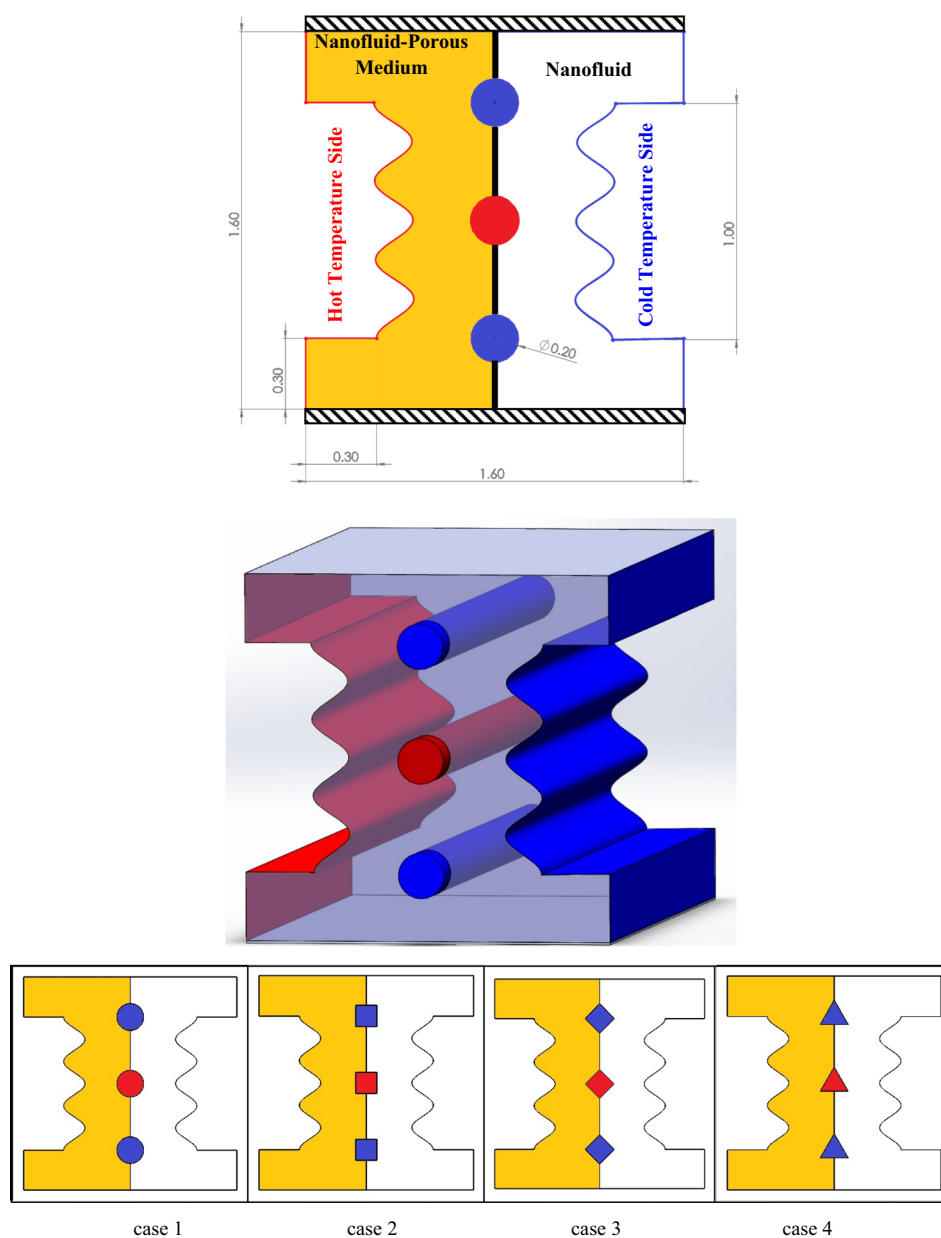 Nanofluid-Porous
Medium
Nanofluid
Hot Temperature Side
Cold Temperature Side
1.60
1.00
0.30
∅0.20
0.30
1.60
case 1
case 2
case 3
case 4